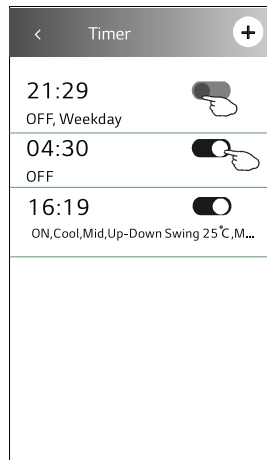 Timer
21:29
OFF, Weekday
04:30
OFF
16:19
ON,Cool,Mid,Up-Down Swing 25℃,M...